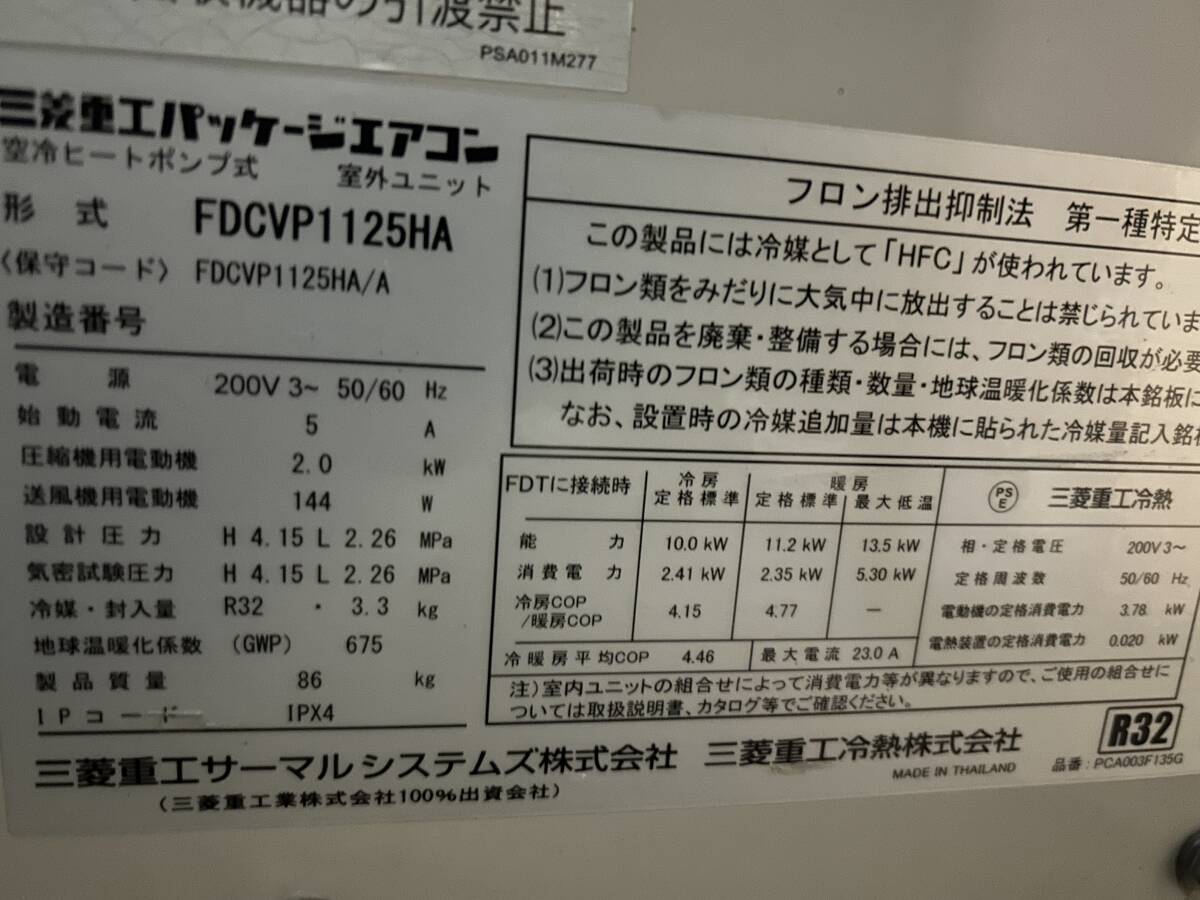 機器の引渡禁止
PSA011M277
三菱重工パッケージエアコン
空冷ヒートポンプ式 室外ユニット
形式 FDCVP1125HA
〈保守コード〉 FDCVP1125HA/A
製造番号
電源 200V 3~ 50/60 Hz
始動電流 5 A
圧縮機用電動機 2.0 kW
送風機用電動機 144 W
設計圧力 H 4.15 L 2.26 MPa
気密試験圧力 H 4.15 L 2.26 MPa
冷媒・封入量 R32 ・ 3.3 kg
地球温暖化係数 (GWP) 675
製品質量 86 kg
IPコード IPX4
フロン排出抑制法 第一種特定
この製品には冷媒として「HFC」が使われています。
(1)フロン類をみだりに大気中に放出することは禁じられていま
(2)この製品を廃棄・整備する場合には、フロン類の回収が必要
(3)出荷時のフロン類の種類・数量・地球温暖化係数は本銘板に
なお、設置時の冷媒追加量は本機に貼られた冷媒量記入銘板
FDTに接続時 冷房 定格標準 暖房 定格標準 最大低温
能力 10.0 kW 11.2 kW 13.5 kW
消費電力 2.41 kW 2.35 kW 5.30 kW
冷房COP/暖房COP 4.15 4.77 —
冷暖房平均COP 4.46 最大電流 23.0 A
注)室内ユニットの組合せによって消費電力等が異なりますので、ご使用の組合せに
ついては取扱説明書、カタログ等でご確認ください。
PSE 三菱重工冷熱
相・定格電圧 200V 3~
定格周波数 50/60 Hz
電動機の定格消費電力 3.78 kW
電熱装置の定格消費電力 0.020 kW
三菱重工サーマルシステムズ株式会社 三菱重工冷熱株式会社
(三菱重工業株式会社100%出資会社)
MADE IN THAILAND
R32
品番：PCA003F135G